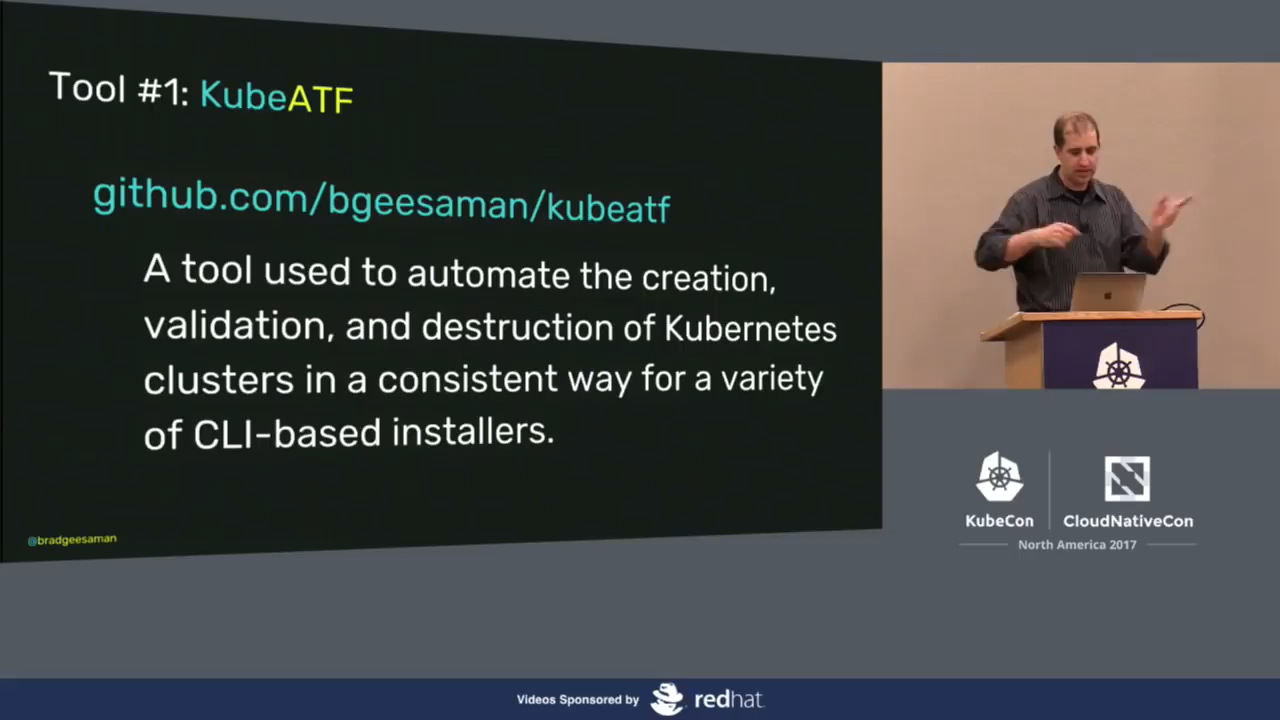 Tool #1: KubeATF
github.com/bgeesaman/kubeatf
A tool used to automate the creation,
validation, and destruction of Kubernetes
clusters in a consistent way for a variety
of CLI-based installers.
@bradgeesaman
KubeCon
CloudNativeCon
North America 2017
Videos Sponsored by
redhat.